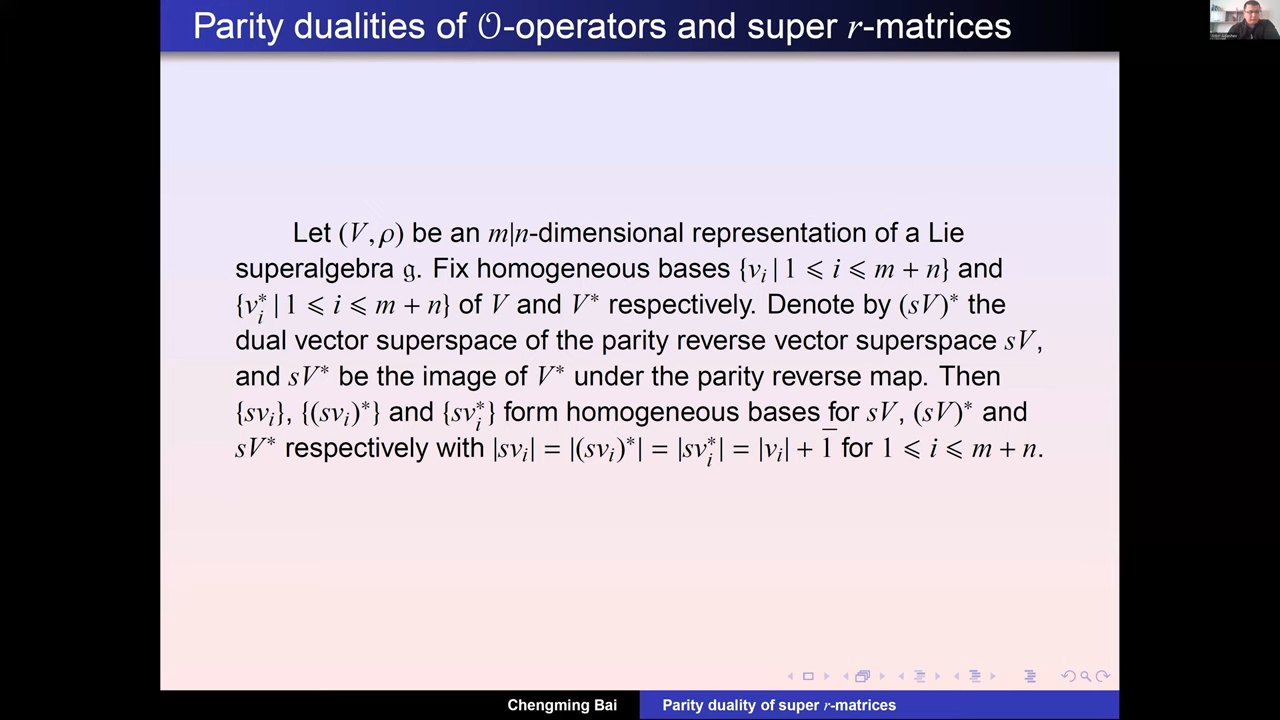 Parity dualities of 𝒪-operators and super r-matrices
Let (V, ρ) be an m|n-dimensional representation of a Lie
superalgebra 𝔤. Fix homogeneous bases {v_i | 1 ⩽ i ⩽ m + n} and
{v_i^* | 1 ⩽ i ⩽ m + n} of V and V^* respectively. Denote by (sV)^* the
dual vector superspace of the parity reverse vector superspace sV,
and sV^* be the image of V^* under the parity reverse map. Then
{sv_i}, {(sv_i)^*} and {sv_i^*} form homogeneous bases for sV, (sV)^* and
sV^* respectively with |sv_i| = |(sv_i)^*| = |sv_i^*| = |v_i| + 1̅ for 1 ⩽ i ⩽ m + n.
Chengming Bai
Parity duality of super r-matrices